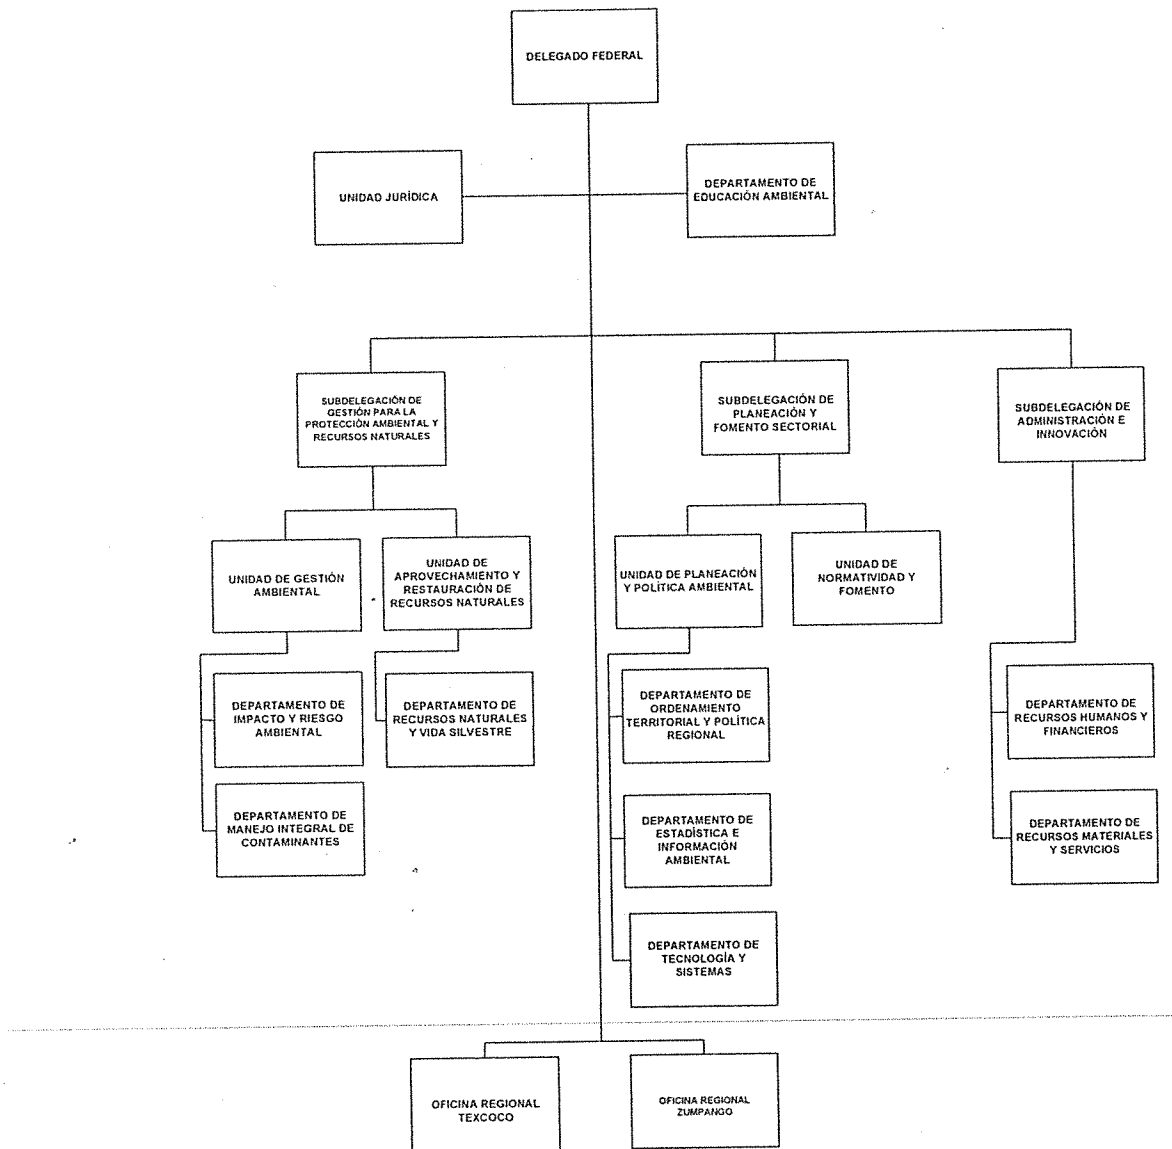 DELEGADO FEDERAL
UNIDAD JURÍDICA
DEPARTAMENTO DE
EDUCACIÓN AMBIENTAL
SUBDELEGACIÓN DE
GESTIÓN PARA LA
PROTECCIÓN AMBIENTAL Y
RECURSOS NATURALES
SUBDELEGACIÓN DE
PLANEACIÓN Y
FOMENTO SECTORIAL
SUBDELEGACIÓN DE
ADMINISTRACIÓN E
INNOVACIÓN
UNIDAD DE GESTIÓN
AMBIENTAL
UNIDAD DE
APROVECHAMIENTO Y
RESTAURACIÓN DE
RECURSOS NATURALES
UNIDAD DE PLANEACIÓN
Y POLÍTICA AMBIENTAL
UNIDAD DE
NORMATIVIDAD Y
FOMENTO
DEPARTAMENTO DE
IMPACTO Y RIESGO
AMBIENTAL
DEPARTAMENTO DE
RECURSOS NATURALES
Y VIDA SILVESTRE
DEPARTAMENTO DE
ORDENAMIENTO
TERRITORIAL Y POLÍTICA
REGIONAL
DEPARTAMENTO DE
RECURSOS HUMANOS Y
FINANCIEROS
DEPARTAMENTO DE
MANEJO INTEGRAL DE
CONTAMINANTES
DEPARTAMENTO DE
ESTADÍSTICA E
INFORMACIÓN
AMBIENTAL
DEPARTAMENTO DE
RECURSOS MATERIALES
Y SERVICIOS
DEPARTAMENTO DE
TECNOLOGÍA Y
SISTEMAS
OFICINA REGIONAL
TEXCOCO
OFICINA REGIONAL
ZUMPANGO